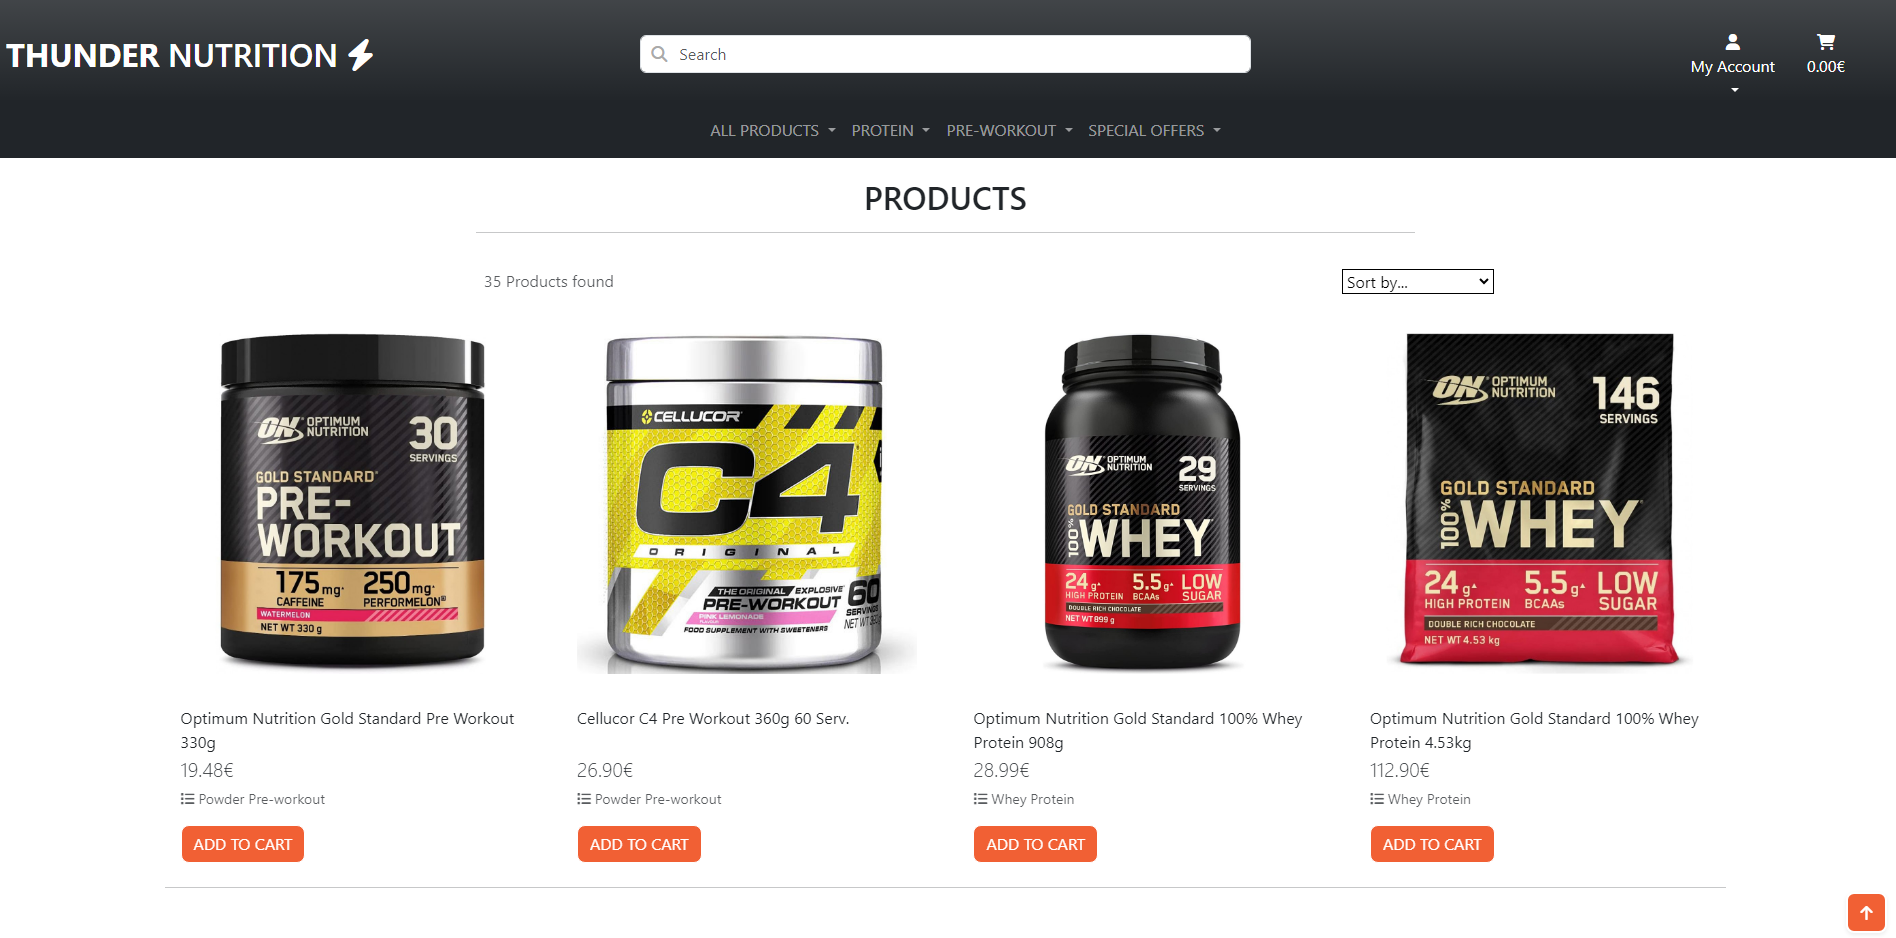 THUNDER NUTRITION
Search
My Account
0.00€
ALL PRODUCTS
PROTEIN
PRE-WORKOUT
SPECIAL OFFERS
PRODUCTS
35 Products found
Sort by...
ON OPTIMUM NUTRITION
30
SERVINGS
GOLD STANDARD
PRE-
WORKOUT
175mg 250mg
CAFFEINE PERFORMELON
WATERMELON
NET WT 330 g
CELLUCOR
C4
ORIGINAL
THE ORIGINAL EXPLOSIVE
PRE-WORKOUT
60
SERVINGS
PINK LEMONADE
FOOD SUPPLEMENT WITH SWEETENERS
NET WT
ON OPTIMUM NUTRITION
29
SERVINGS
GOLD STANDARD
100% WHEY
24g 5.5g LOW
HIGH PROTEIN BCAAs SUGAR
DOUBLE RICH CHOCOLATE
NET WT 899 g
ON OPTIMUM NUTRITION
146
SERVINGS
GOLD STANDARD
100% WHEY
24g 5.5g LOW
HIGH PROTEIN BCAAs SUGAR
DOUBLE RICH CHOCOLATE
NET WT 4.53 kg
Optimum Nutrition Gold Standard Pre Workout
330g
19.48€
Powder Pre-workout
ADD TO CART
Cellucor C4 Pre Workout 360g 60 Serv.
26.90€
Powder Pre-workout
ADD TO CART
Optimum Nutrition Gold Standard 100% Whey
Protein 908g
28.99€
Whey Protein
ADD TO CART
Optimum Nutrition Gold Standard 100% Whey
Protein 4.53kg
112.90€
Whey Protein
ADD TO CART